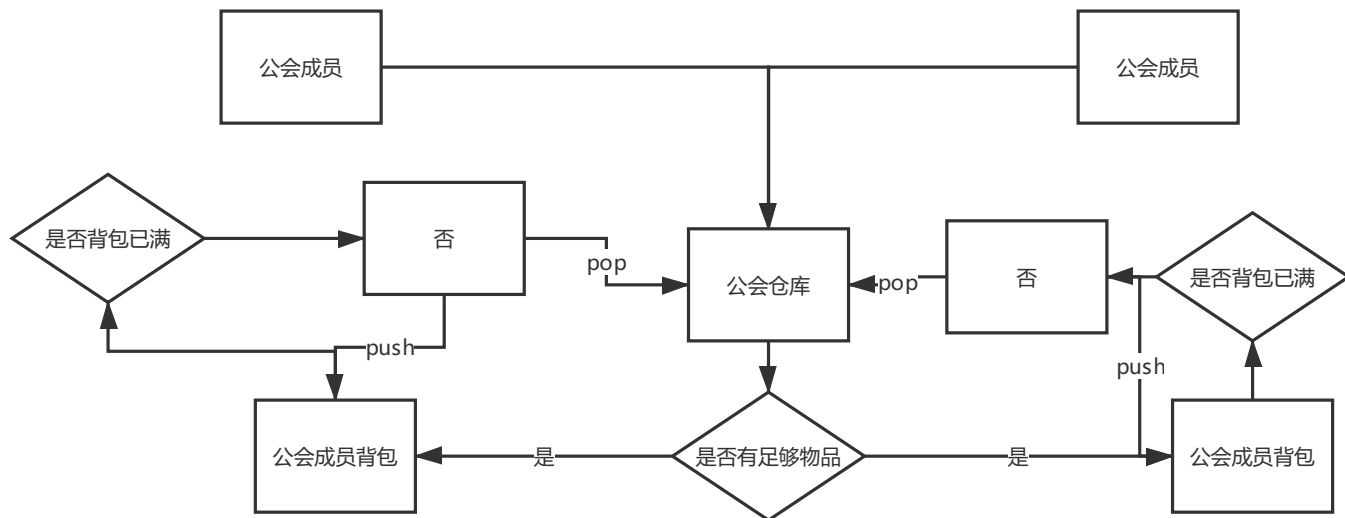 公会成员
公会成员
是否背包已满
否
pop
公会仓库
pop
否
是否背包已满
push
push
公会成员背包
是
是否有足够物品
是
公会成员背包